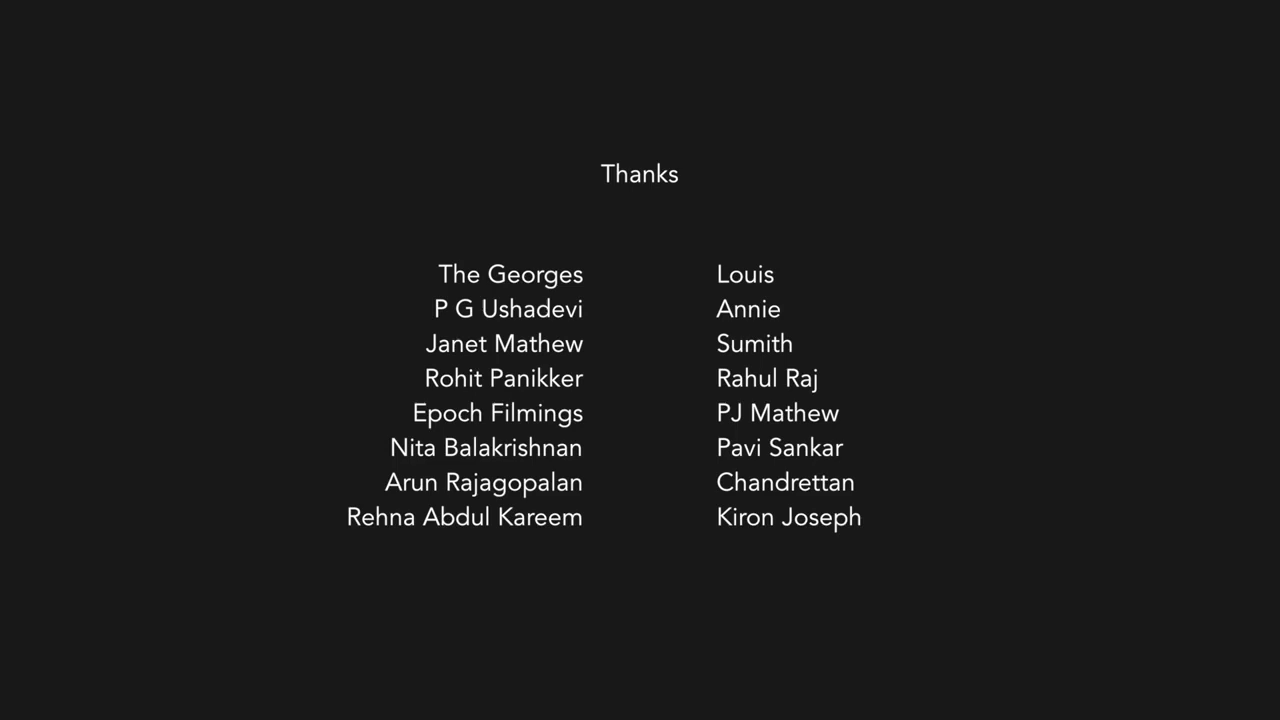 Thanks
The Georges
P G Ushadevi
Janet Mathew
Rohit Panikker
Epoch Filmings
Nita Balakrishnan
Arun Rajagopalan
Rehna Abdul Kareem
Louis
Annie
Sumith
Rahul Raj
PJ Mathew
Pavi Sankar
Chandrettan
Kiron Joseph